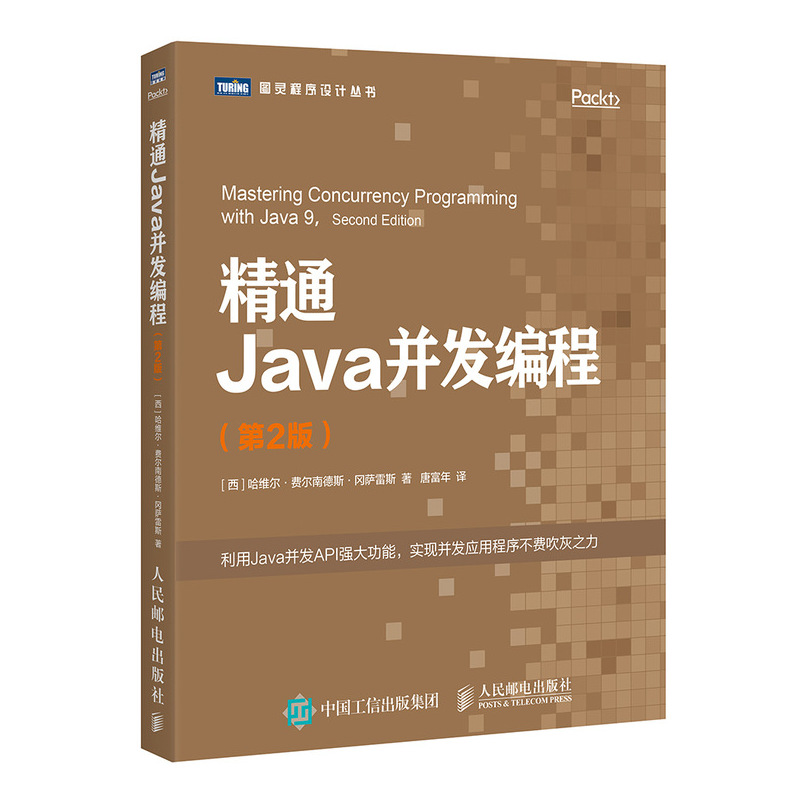 TURING 图灵程序设计丛书
Packt>
Mastering Concurrency Programming
with Java 9, Second Edition
精通
Java并发编程
(第2版)
[西]哈维尔·费尔南德斯·冈萨雷斯 著 唐富年 译
利用Java并发API强大功能,实现并发应用程序不费吹灰之力
中国工信出版集团
人民邮电出版社
POSTS & TELECOM PRESS
TURING
Packt>
精通Java并发编程
(第2版)
[西]哈维尔·费尔南德斯·冈萨雷斯 著
人民邮电出版社